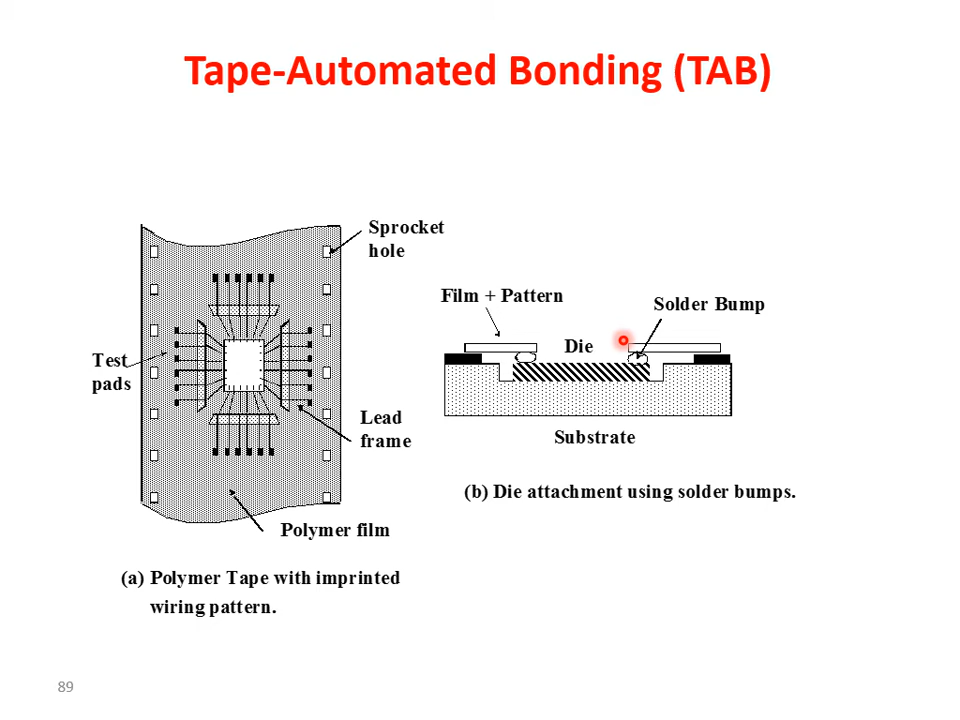 Tape-Automated Bonding (TAB)
Sprocket
hole
Test
pads
Lead
frame
Polymer film
(a) Polymer Tape with imprinted
wiring pattern.
Film + Pattern
Solder Bump
Die
Substrate
(b) Die attachment using solder bumps.
89